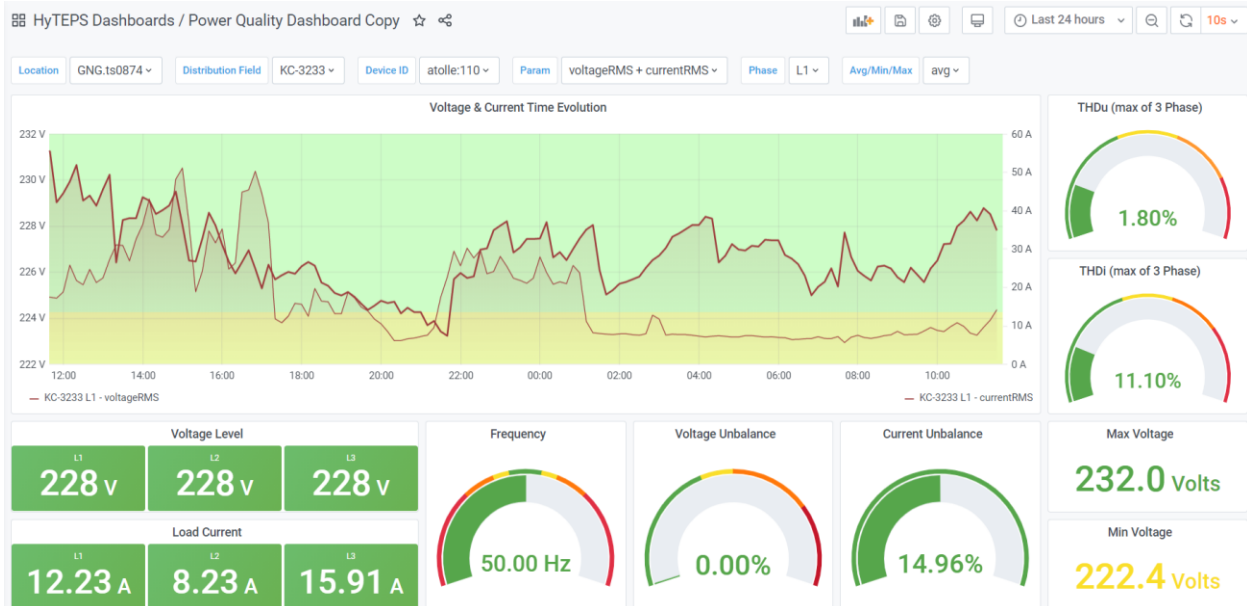 HyTEPS Dashboards / Power Quality Dashboard Copy
Last 24 hours
10s
Location GNG.ts0874 Distribution Field KC-3233 Device ID atolle:110 Param voltageRMS + currentRMS Phase L1 Avg/Min/Max avg
Voltage & Current Time Evolution
232 V
230 V
228 V
226 V
224 V
222 V
60 A
50 A
40 A
30 A
20 A
10 A
0 A
12:00 14:00 16:00 18:00 20:00 22:00 00:00 02:00 04:00 06:00 08:00 10:00
KC-3233 L1 - voltageRMS
KC-3233 L1 - currentRMS
THDu (max of 3 Phase)
1.80%
THDi (max of 3 Phase)
11.10%
Voltage Level
L1 L2 L3
228 V 228 V 228 V
Load Current
L1 L2 L3
12.23 A 8.23 A 15.91 A
Frequency
50.00 Hz
Voltage Unbalance
0.00%
Current Unbalance
14.96%
Max Voltage
232.0 Volts
Min Voltage
222.4 Volts